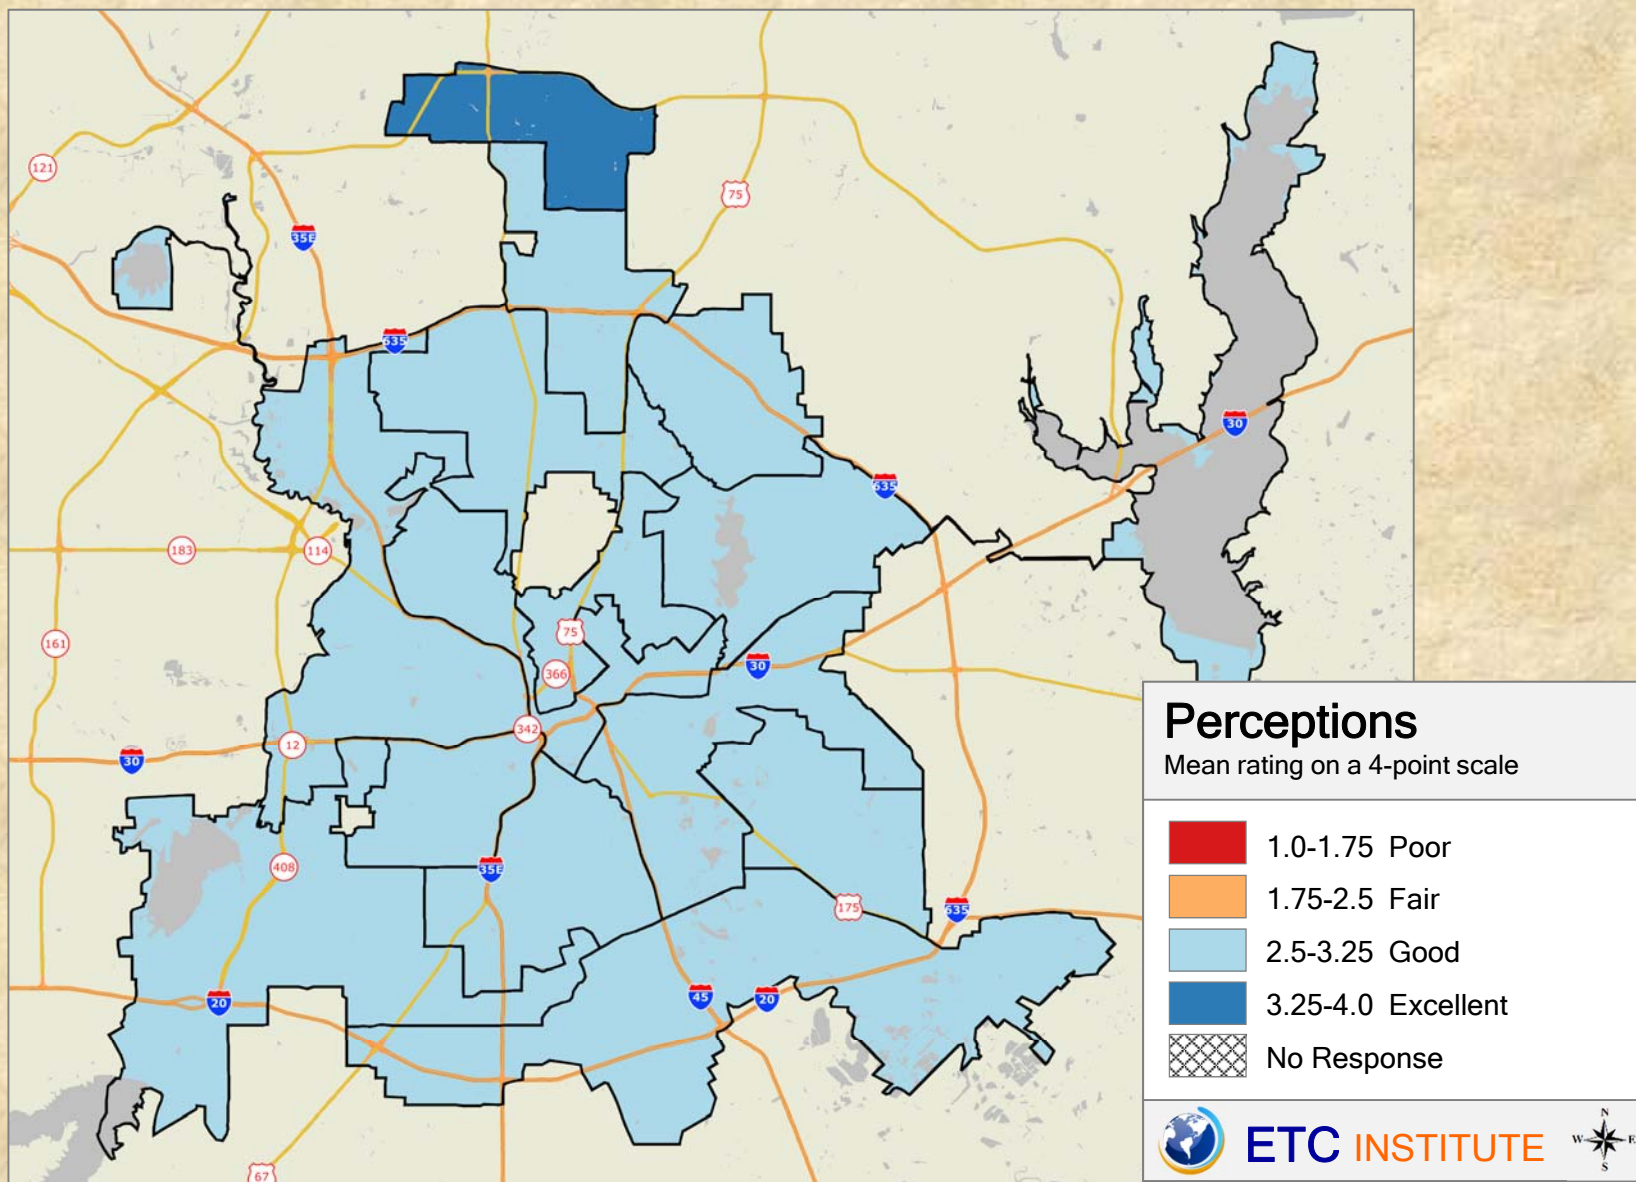 121
35E
75
635
30
635
183
114
161
75
366
30
342
12
30
408
35E
175
635
20
45
20
67
Perceptions
Mean rating on a 4-point scale
1.0-1.75 Poor
1.75-2.5 Fair
2.5-3.25 Good
3.25-4.0 Excellent
No Response
ETC INSTITUTE
N
W E
S